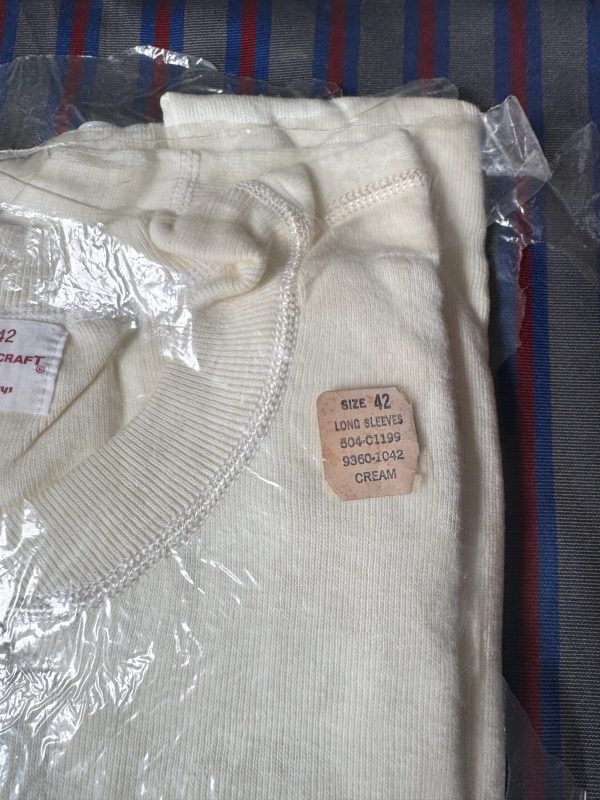 42
CRAFT®
SIZE 42
LONG SLEEVES
504-C1199
9360-1042
CREAM